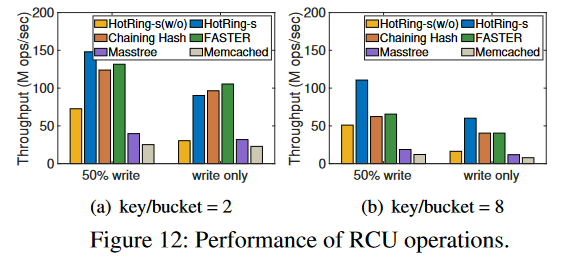 Throughput (M ops/sec)
200
150
100
50
0
HotRing-s(w/o) HotRing-s
Chaining Hash FASTER
Masstree Memcached
50% write write only
(a) key/bucket = 2
Throughput (M ops/sec)
200
150
100
50
0
HotRing-s(w/o) HotRing-s
Chaining Hash FASTER
Masstree Memcached
50% write write only
(b) key/bucket = 8
Figure 12: Performance of RCU operations.